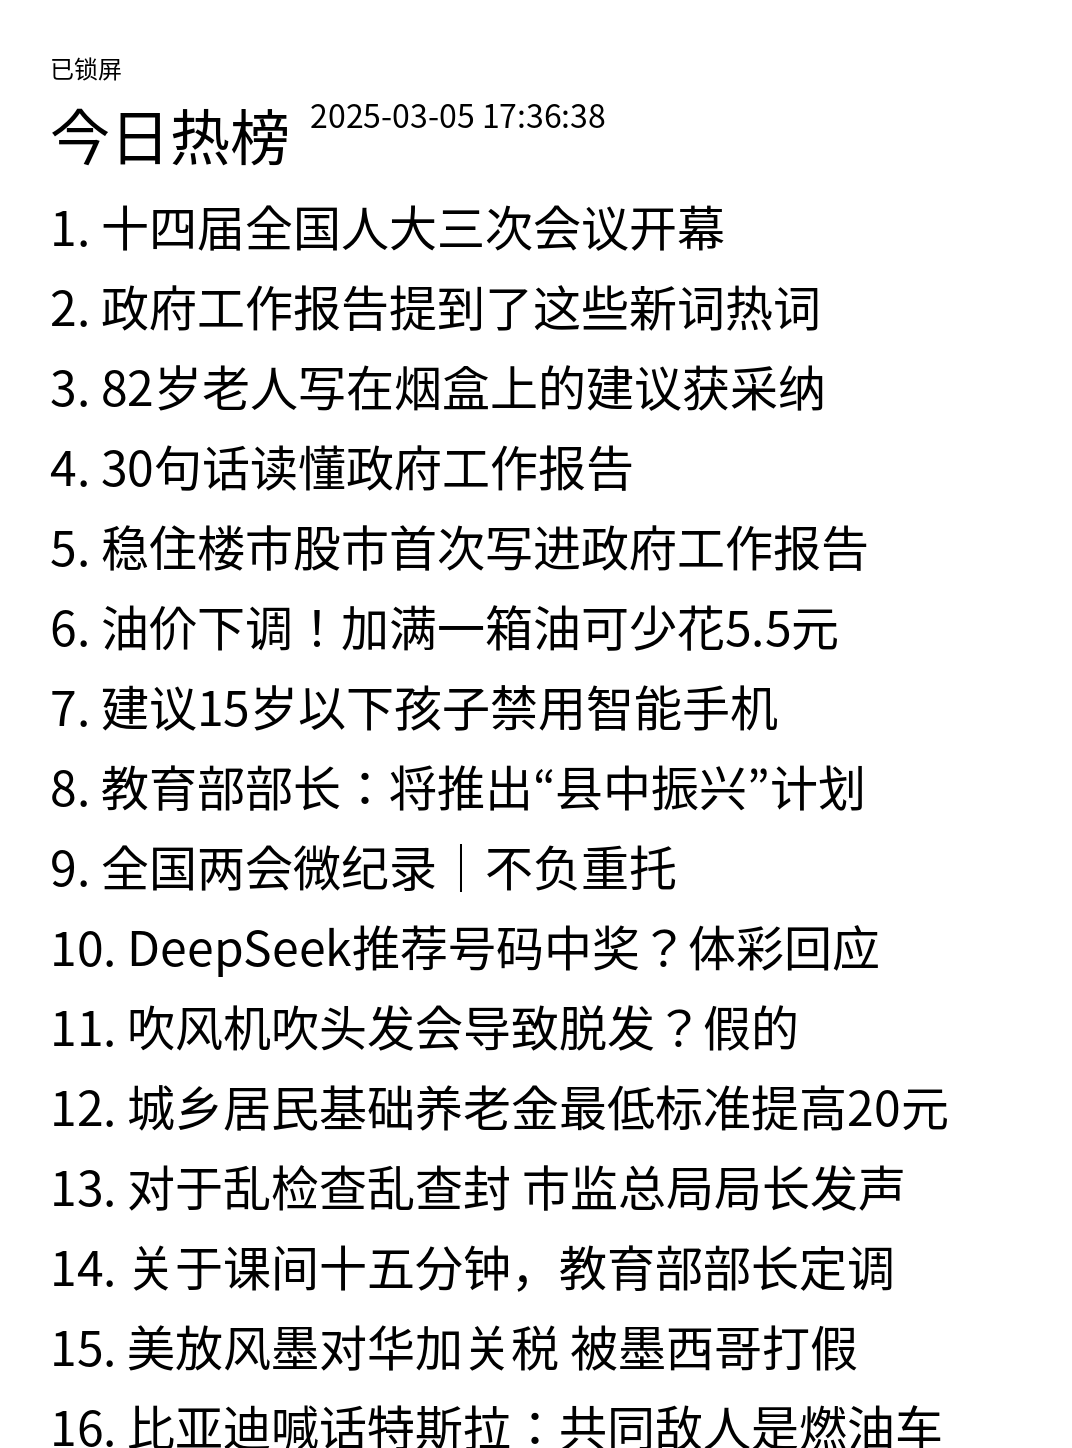 已锁屏
今日热榜 2025-03-05 17:36:38
1. 十四届全国人大三次会议开幕
2. 政府工作报告提到了这些新词热词
3. 82岁老人写在烟盒上的建议获采纳
4. 30句话读懂政府工作报告
5. 稳住楼市股市首次写进政府工作报告
6. 油价下调！加满一箱油可少花5.5元
7. 建议15岁以下孩子禁用智能手机
8. 教育部部长：将推出“县中振兴”计划
9. 全国两会微纪录｜不负重托
10. DeepSeek推荐号码中奖？体彩回应
11. 吹风机吹头发会导致脱发？假的
12. 城乡居民基础养老金最低标准提高20元
13. 对于乱检查乱查封 市监总局局长发声
14. 关于课间十五分钟，教育部部长定调
15. 美放风墨对华加关税 被墨西哥打假
16. 比亚迪喊话特斯拉：共同敌人是燃油车